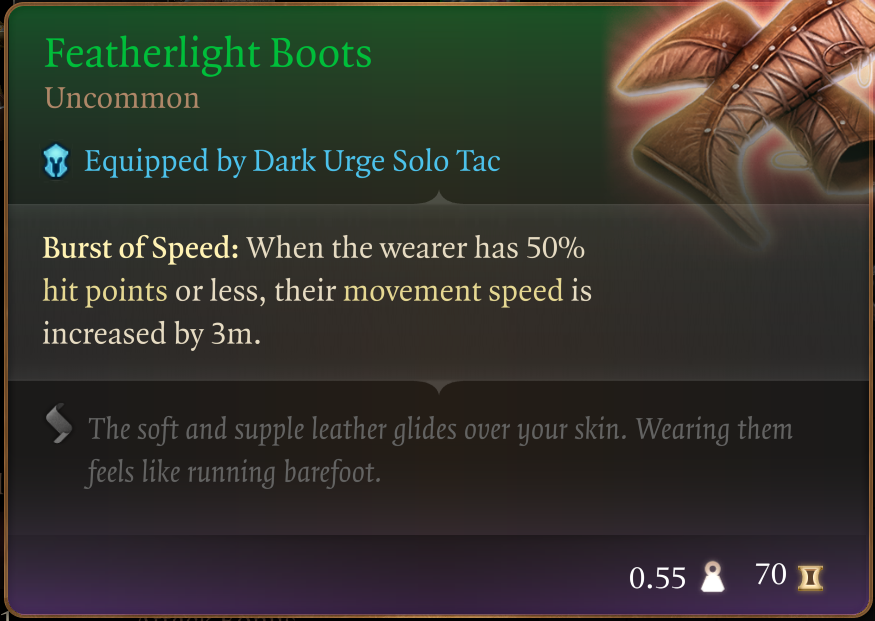 Featherlight Boots
Uncommon
Equipped by Dark Urge Solo Tac
Burst of Speed: When the wearer has 50%
hit points or less, their movement speed is
increased by 3m.
The soft and supple leather glides over your skin. Wearing them
feels like running barefoot.
0.55 70